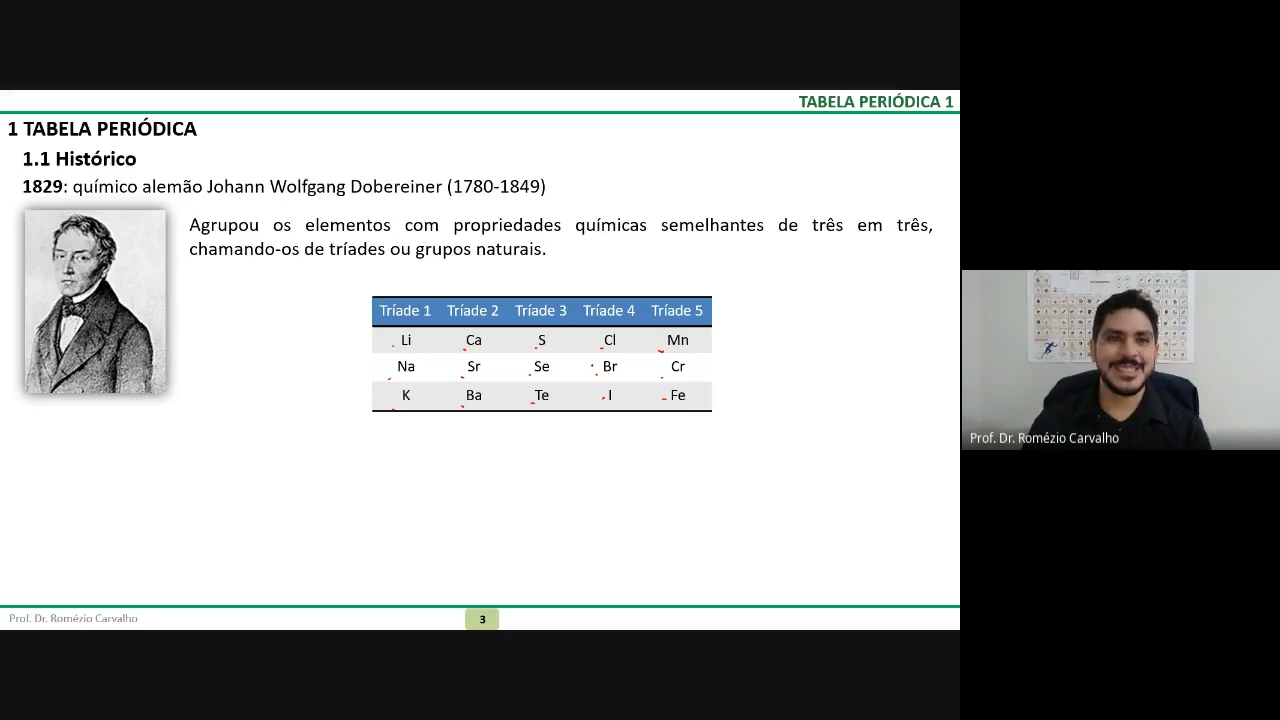 TABELA PERIÓDICA 1
1 TABELA PERIÓDICA
1.1 Histórico
1829: químico alemão Johann Wolfgang Dobereiner (1780-1849)
Agrupou os elementos com propriedades químicas semelhantes de três em três,
chamando-os de tríades ou grupos naturais.
Tríade 1 Tríade 2 Tríade 3 Tríade 4 Tríade 5
Li Ca S Cl Mn
Na Sr Se Br Cr
K Ba Te I Fe
Prof. Dr. Romézio Carvalho
Prof. Dr. Romézio Carvalho
3